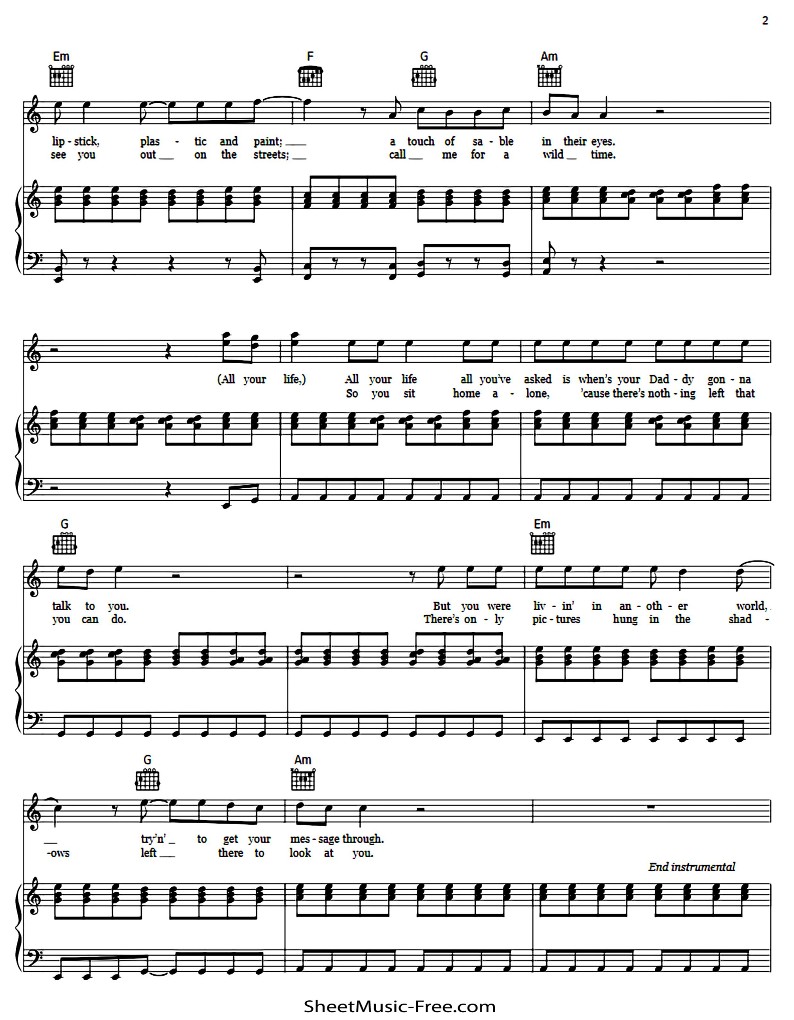 2
Em F G Am
lip - stick, plas - tic and paint; ___ a touch of sa - ble in their eyes.
see you out ___ on the streets; ___ call ___ me for a wild ___ time.
(All your life,) All your life all you've asked is when's your Dad - dy gon - na
So you sit home a - lone, 'cause there's noth - ing left that
G Em
talk to you. But you were liv - in' in an - oth - er world,
you can do. There's on - ly pic - tures hung in the shad -
G Am
___ try'n' _ to get your mes - sage through.
-ows left ___ there to look at you.
End instrumental
SheetMusic-Free.com